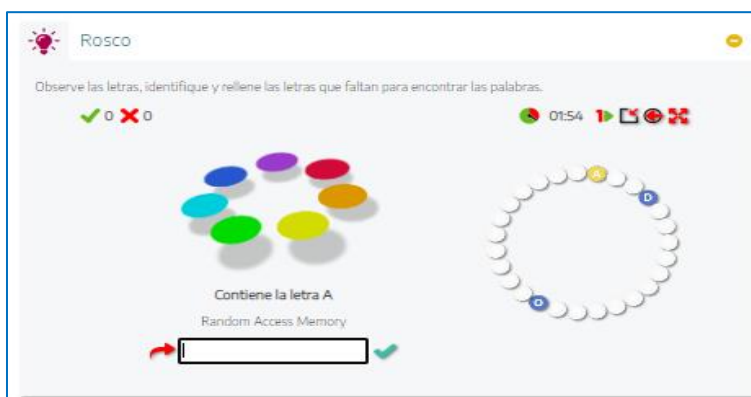 Rosco
Observe las letras, identifique y rellene las letras que faltan para encontrar las palabras.
0 0
01:54 1
A
D
O
Contiene la letra A
Random Access Memory